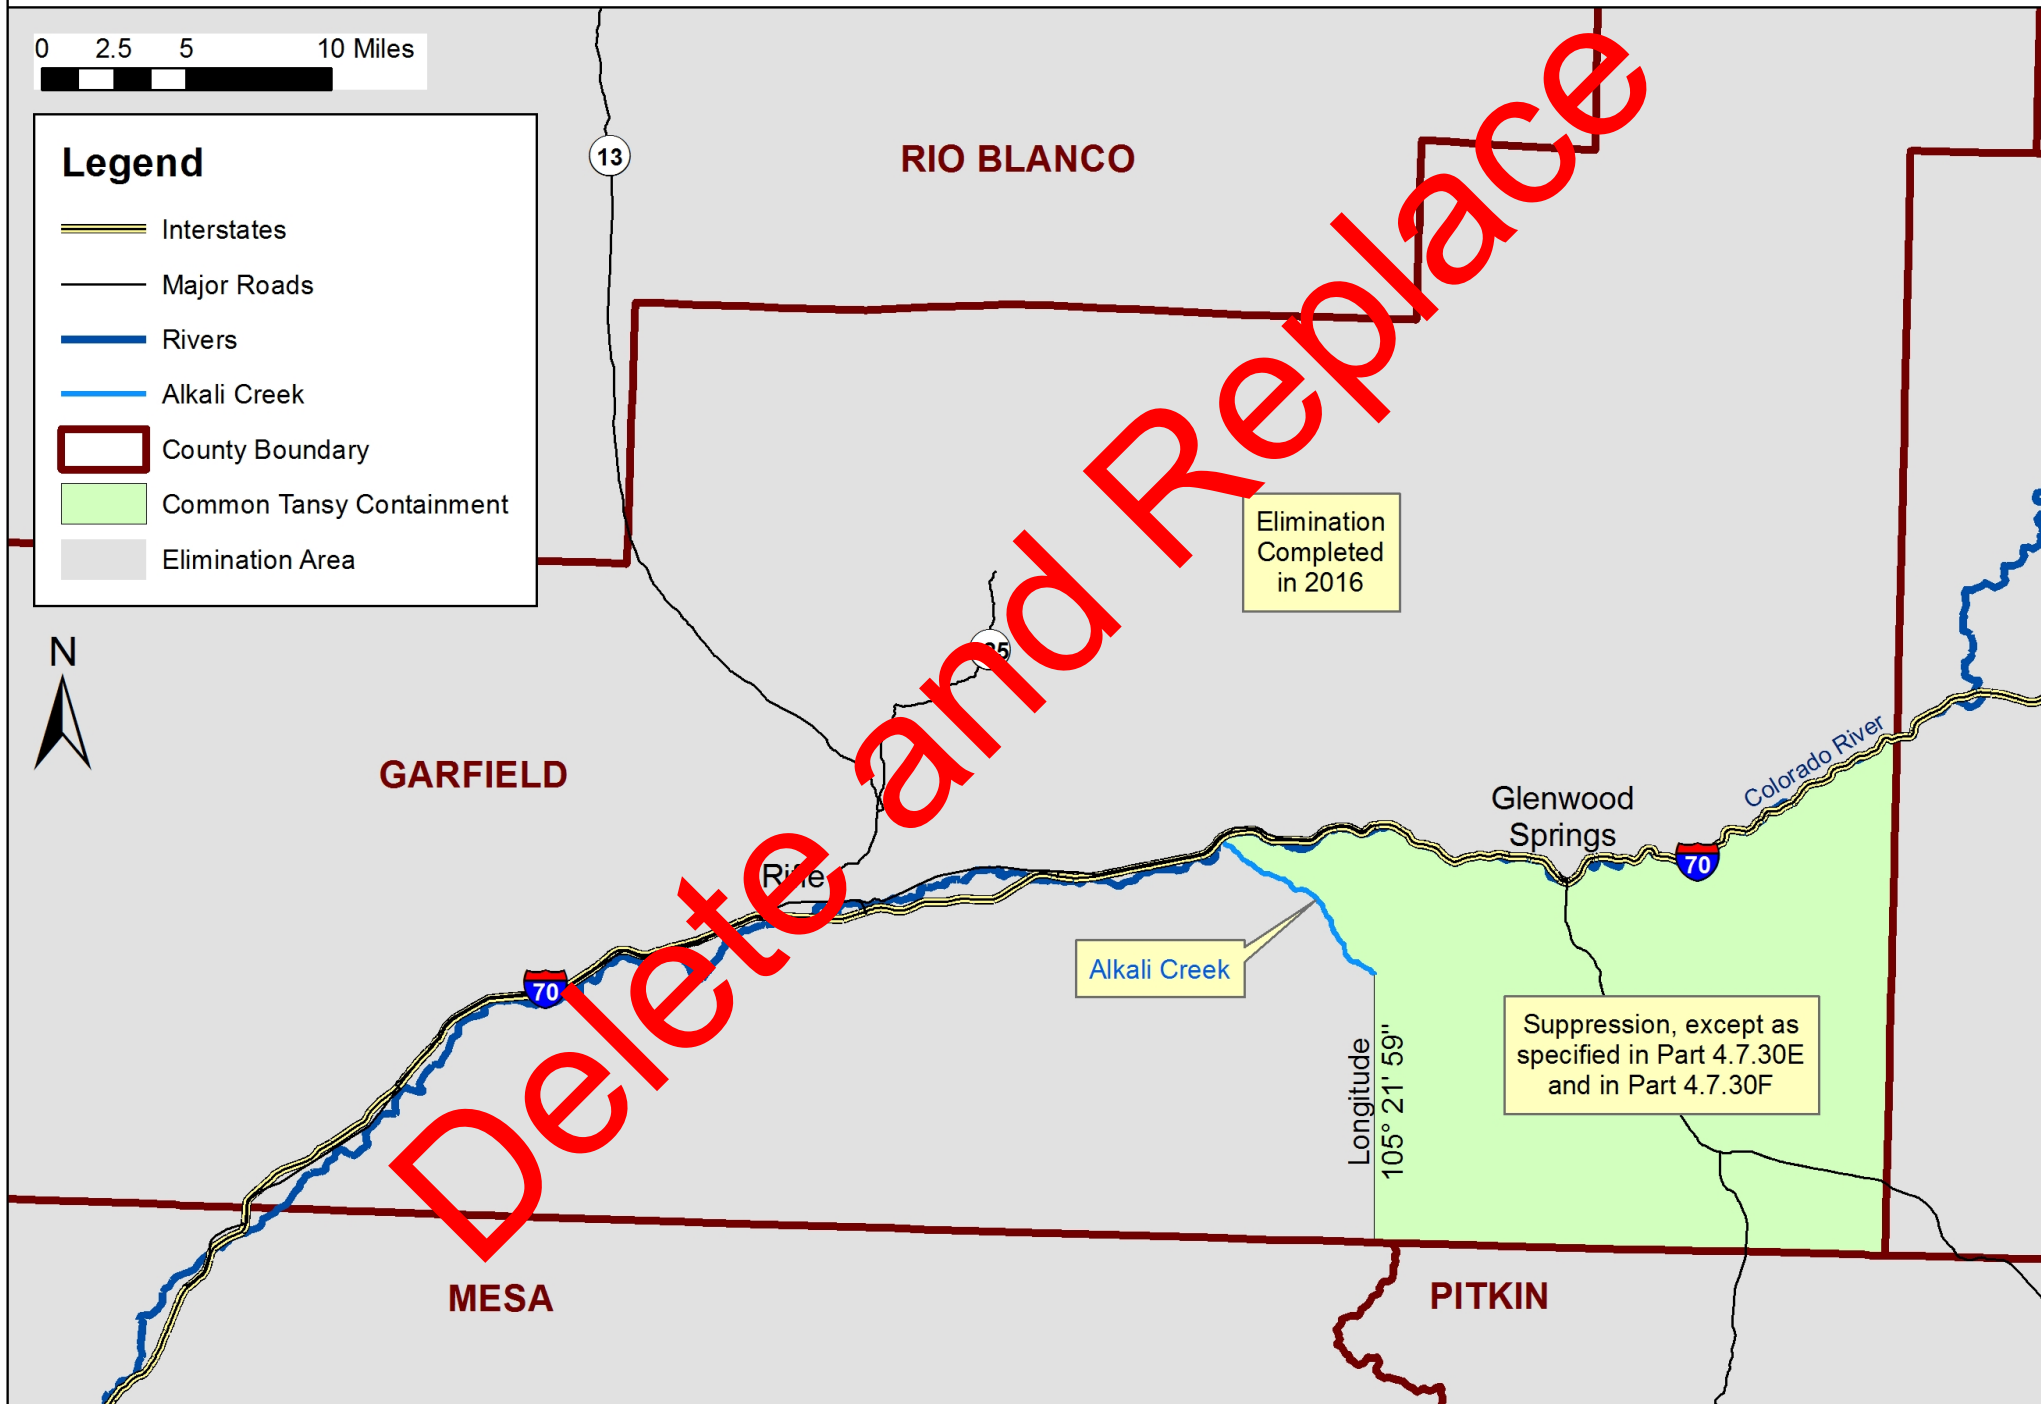 0 2.5 5 10 Miles
Legend
Interstates
Major Roads
Rivers
Alkali Creek
County Boundary
Common Tansy Containment
Elimination Area
N
13
RIO BLANCO
Delete and Replace
Elimination
Completed
in 2016
GARFIELD
Rifle
Glenwood
Springs
Colorado River
70
70
Alkali Creek
Longitude
105° 21' 59"
Suppression, except as
specified in Part 4.7.30E
and in Part 4.7.30F
MESA
PITKIN